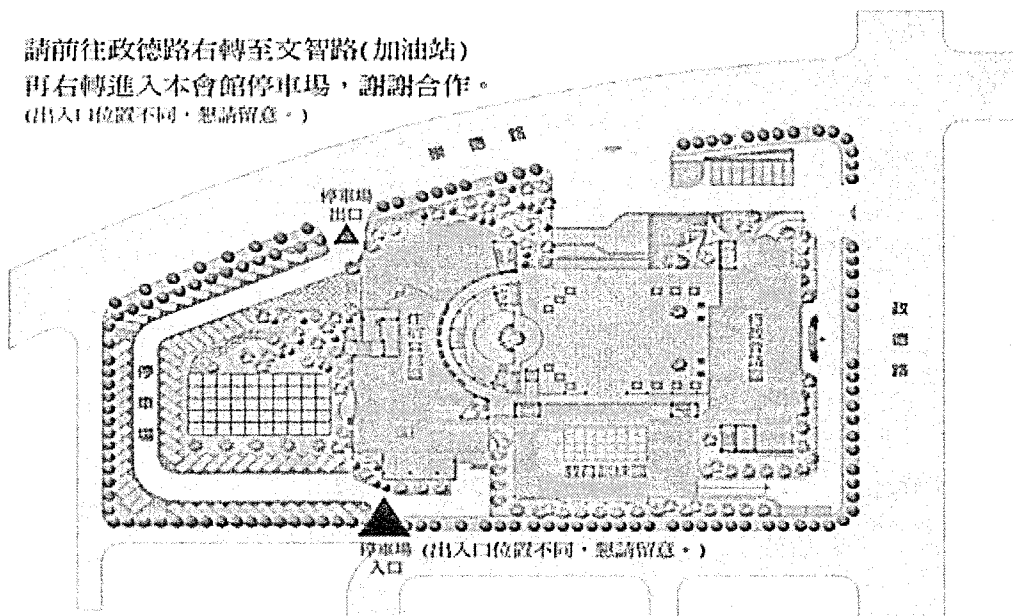 請前往政德路右轉至文智路(加油站)
再右轉進入本會館停車場，謝謝合作。
(出入口位置不同，懇請留意。)
停車場
出口
停車場
政德路
停車場 (出入口位置不同，懇請留意。)
入口